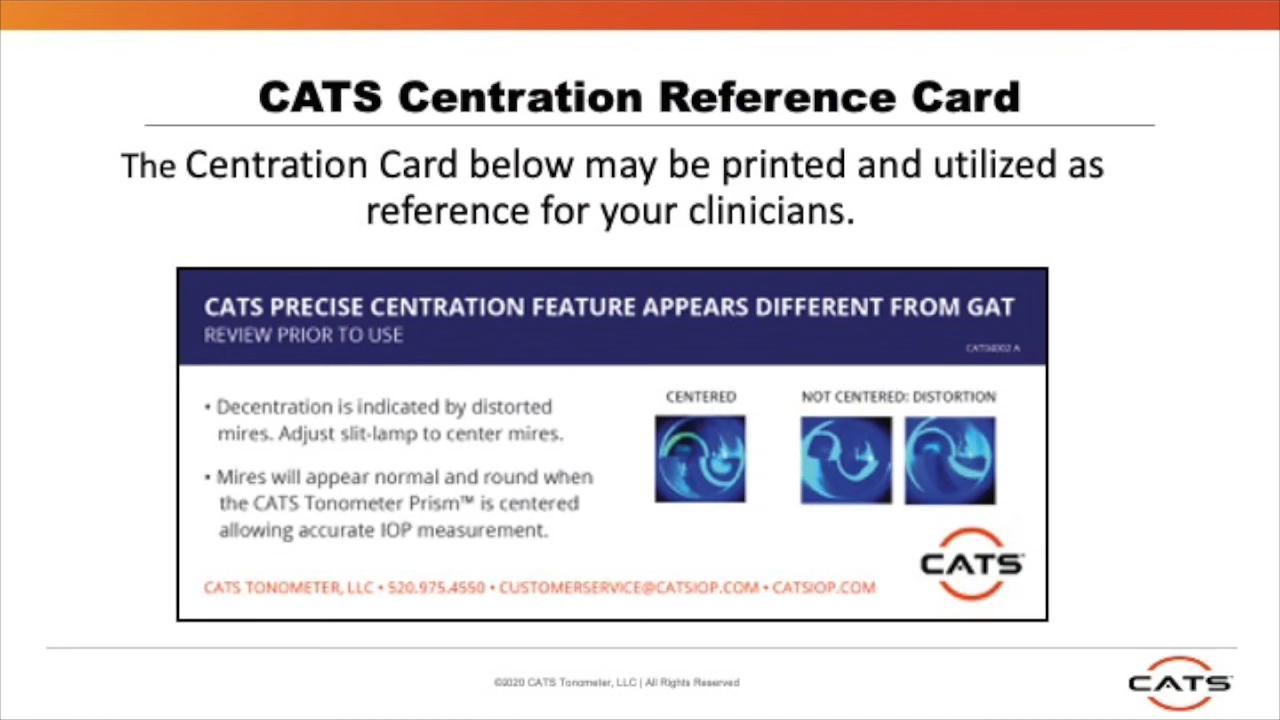 CATS Centration Reference Card
The Centration Card below may be printed and utilized as
reference for your clinicians.
CATS PRECISE CENTRATION FEATURE APPEARS DIFFERENT FROM GAT
REVIEW PRIOR TO USE
• Decentration is indicated by distorted
mires. Adjust slit-lamp to center mires.
• Mires will appear normal and round when
the CATS Tonometer Prism™ is centered
allowing accurate IOP measurement.
CENTERED
NOT CENTERED: DISTORTION
CATS
CATS TONOMETER, LLC • 520.975.4550 • CUSTOMERSERVICE@CATSIOP.COM • CATSIOP.COM
©2020 CATS Tonometer, LLC | All Rights Reserved
CATS